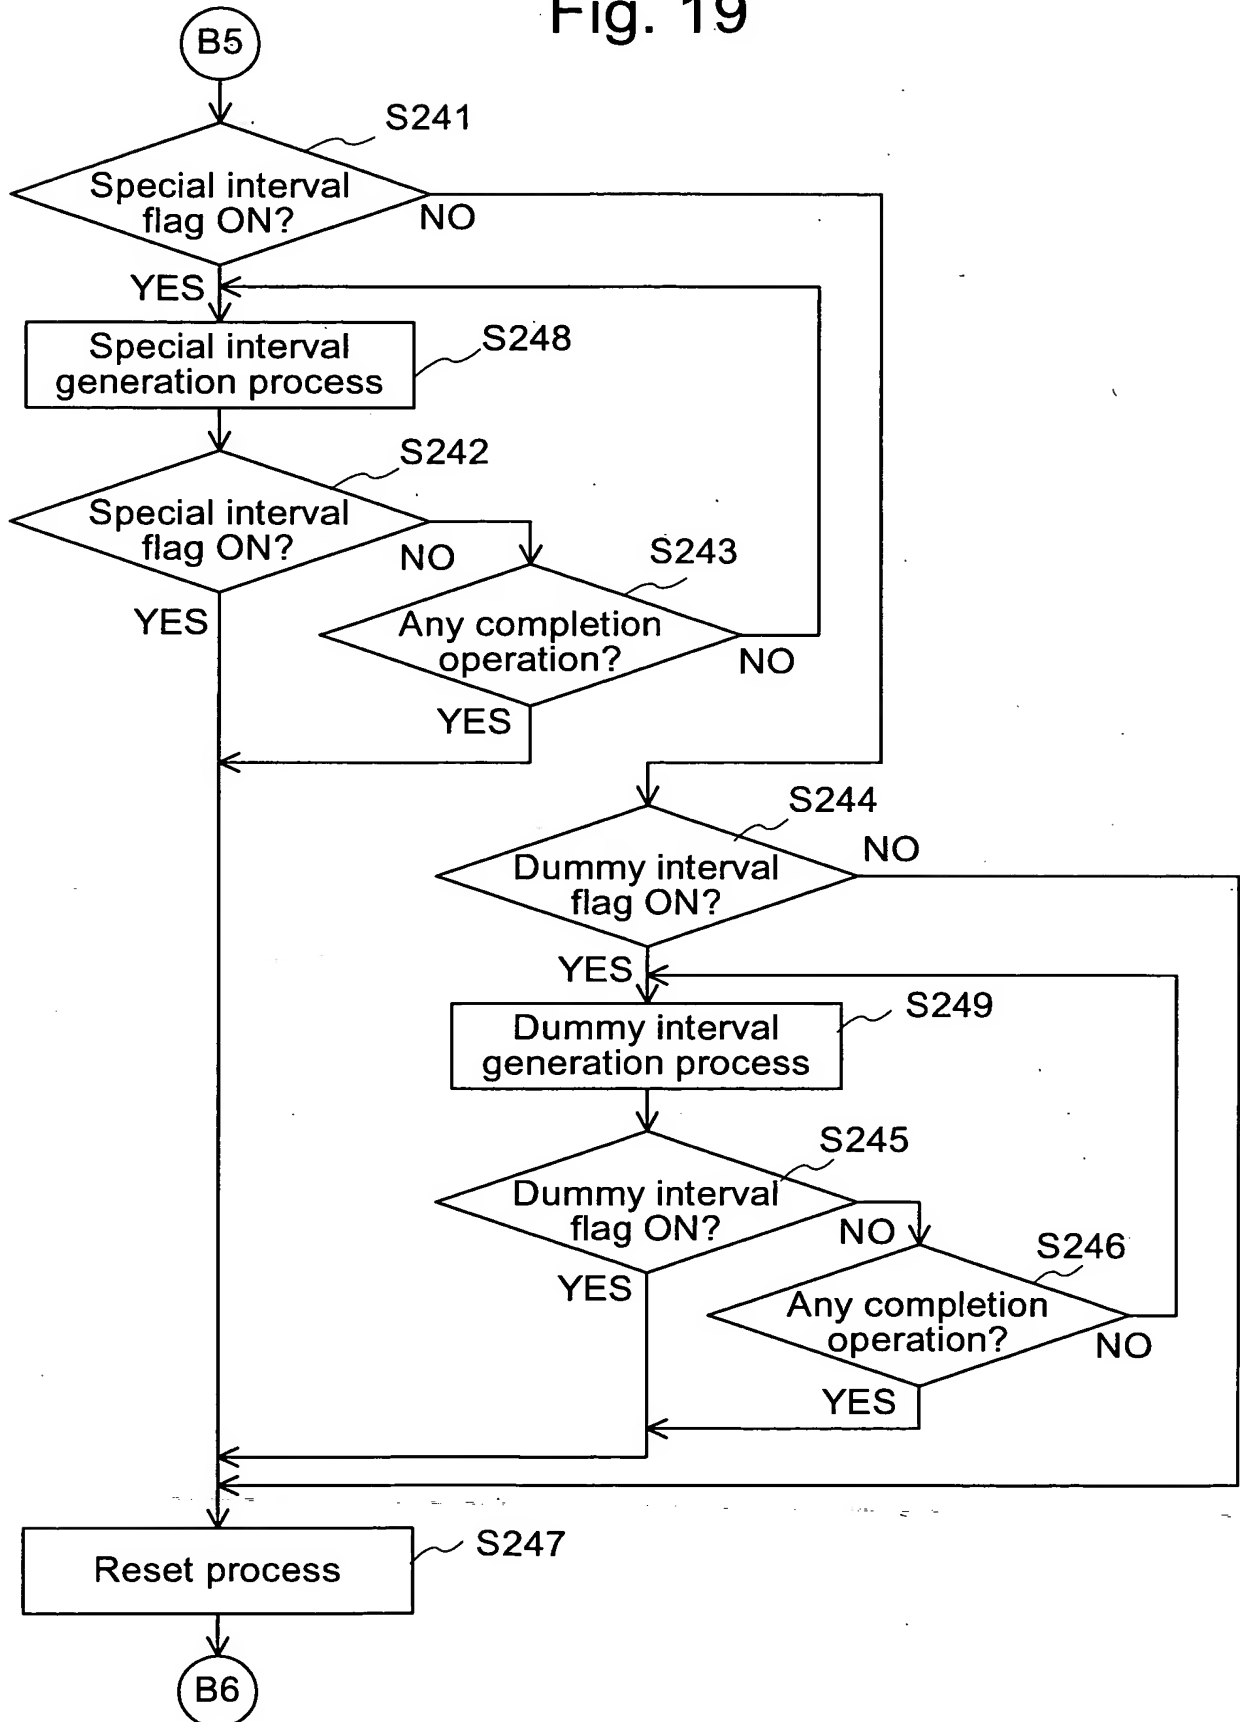 Fig. 19
B5
S241
Special interval
flag ON?
NO
YES
Special interval
generation process
S248
S242
Special interval
flag ON?
NO
YES
S243
Any completion
operation?
NO
YES
S244
Dummy interval
flag ON?
NO
YES
S249
Dummy interval
generation process
S245
Dummy interval
flag ON?
NO
YES
S246
Any completion
operation?
NO
YES
Reset process
S247
B6